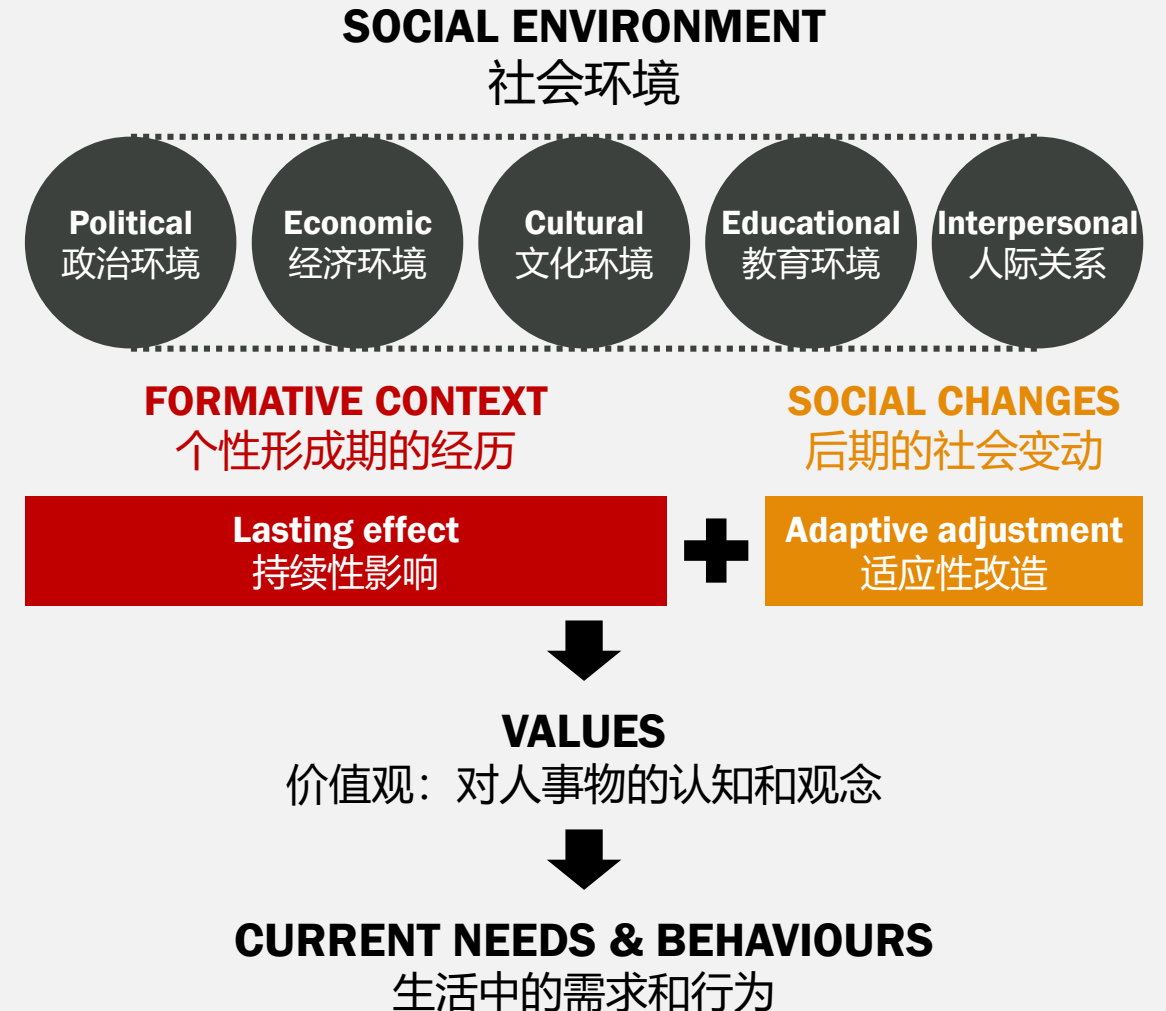 SOCIAL ENVIRONMENT
社会环境
Political
政治环境
Economic
经济环境
Cultural
文化环境
Educational
教育环境
Interpersonal
人际关系
FORMATIVE CONTEXT
个性形成期的经历
SOCIAL CHANGES
后期的社会变动
Lasting effect
持续性影响
Adaptive adjustment
适应性改造
VALUES
价值观：对人事物的认知和观念
CURRENT NEEDS & BEHAVIOURS
生活中的需求和行为